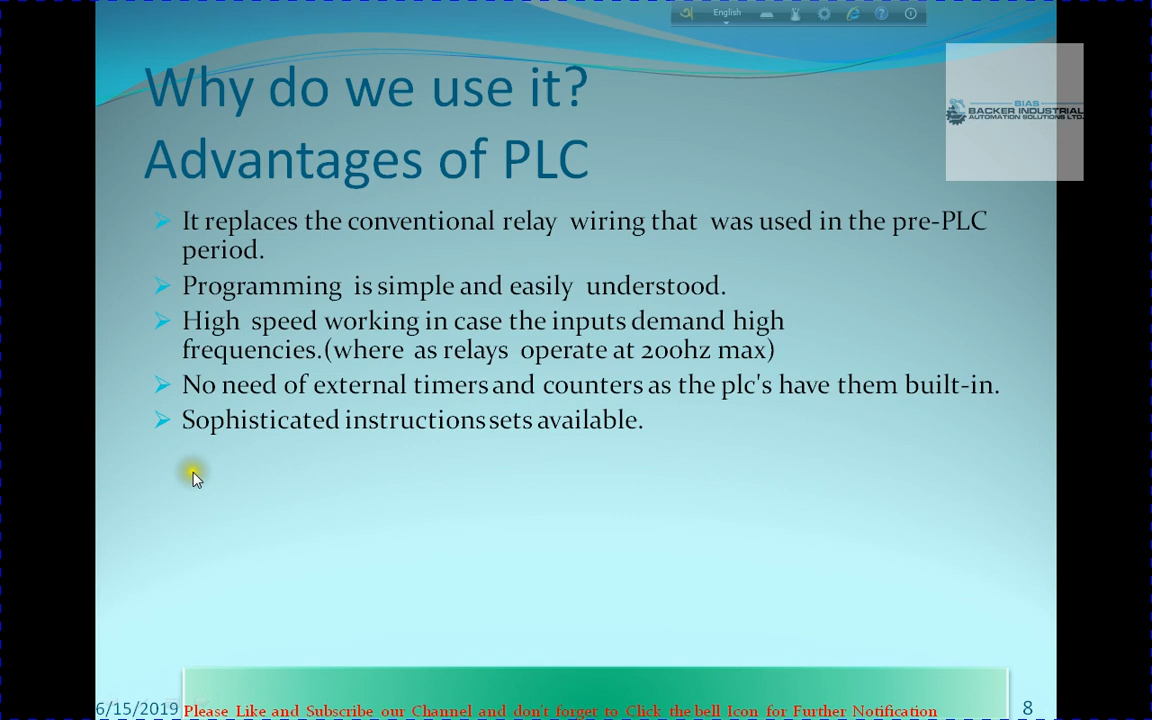 English
Why do we use it?
Advantages of PLC
BIAS
BACKER INDUSTRIAL
AUTOMATION SOLUTIONS LTD.
It replaces the conventional relay wiring that was used in the pre-PLC
period.
Programming is simple and easily understood.
High speed working in case the inputs demand high
frequencies.(where as relays operate at 200hz max)
No need of external timers and counters as the plc's have them built-in.
Sophisticated instructions sets available.
6/15/2019
Please Like and Subscribe our Channel and don't forget to Click the bell Icon for Further Notification
8